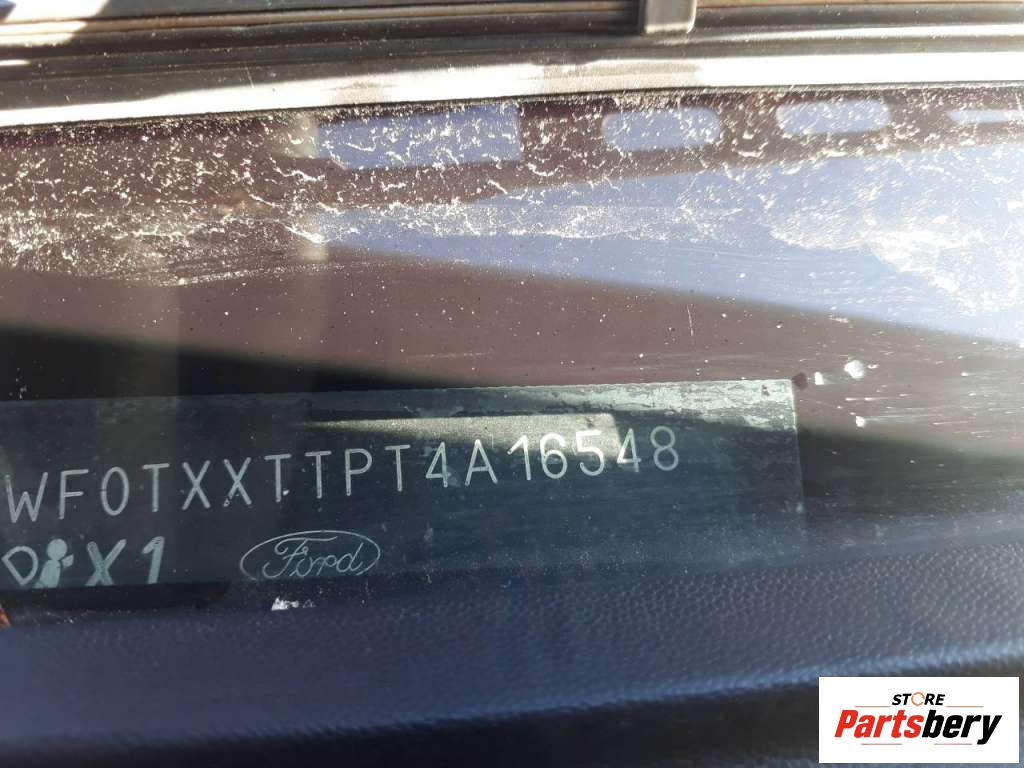 WF0TXXTTPT4A16548
X1
Ford
STORE
Partsbery